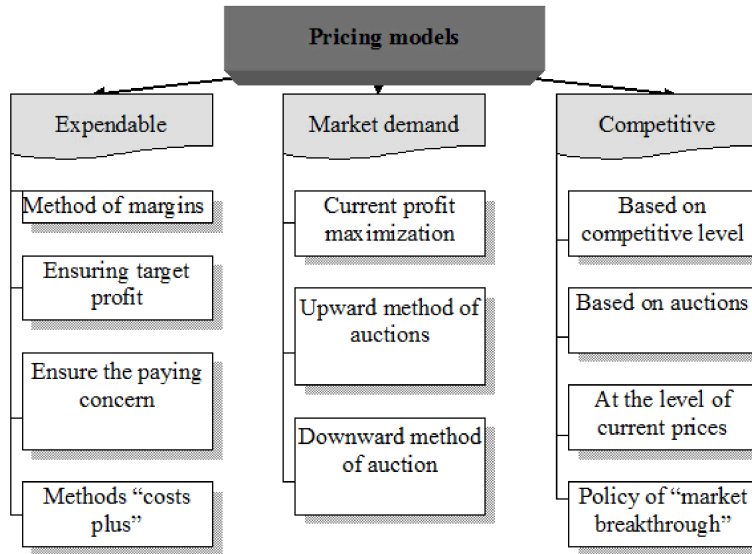 Pricing models
Expendable
Method of margins
Ensuring target
profit
Ensure the paying
concern
Methods “costs
plus”
Market demand
Current profit
maximization
Upward method of
auctions
Downward method
of auction
Competitive
Based on
competitive level
Based on auctions
At the level of
current prices
Policy of “market
breakthrough”